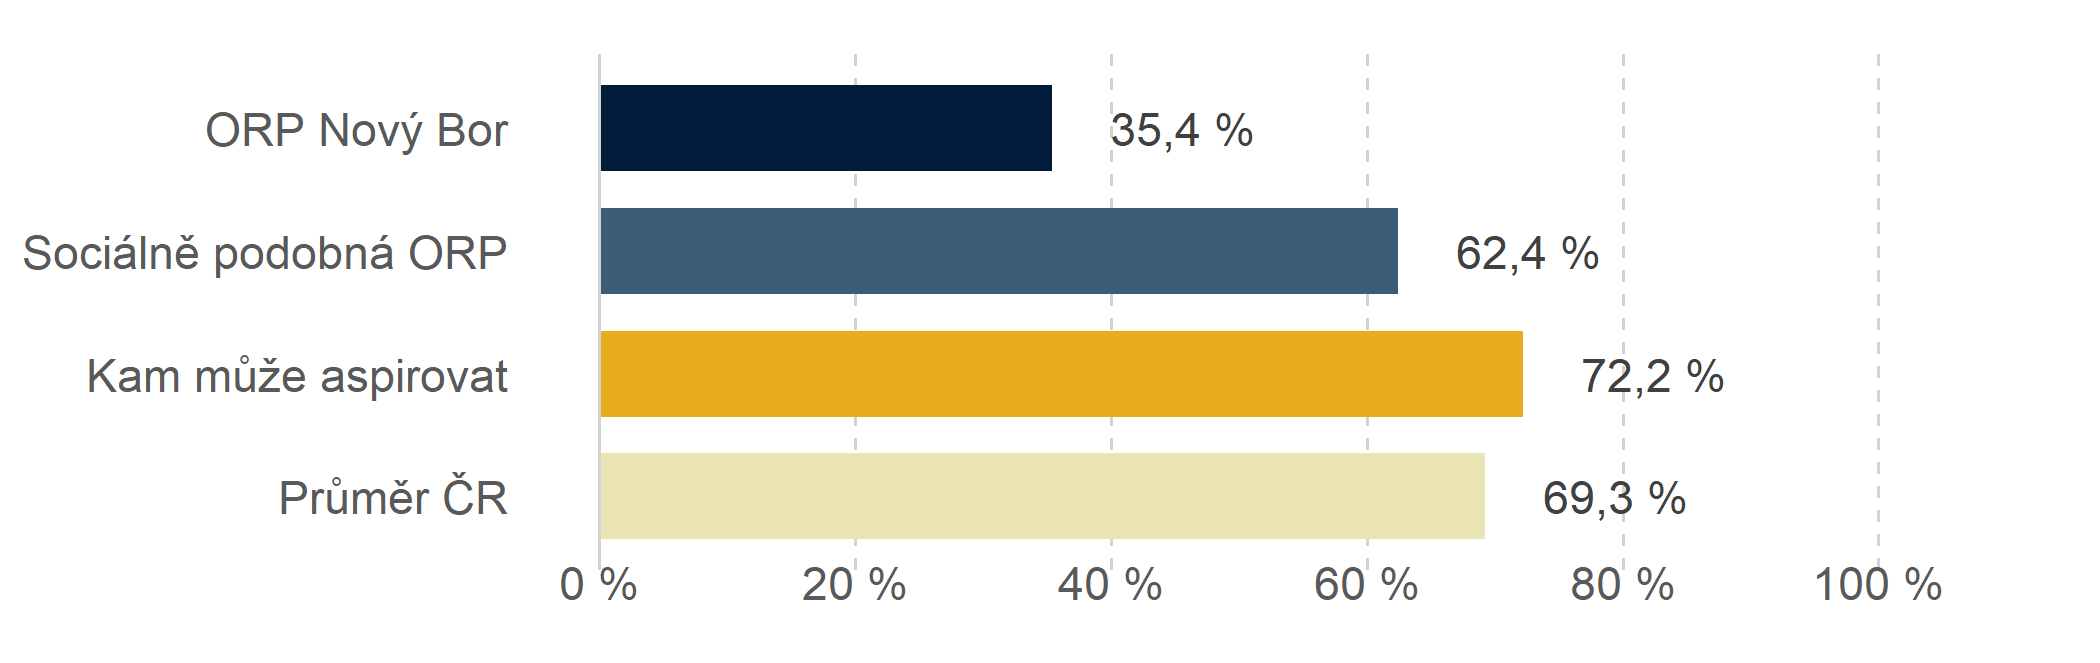 ORP Nový Bor 35,4 %
Sociálně podobná ORP 62,4 %
Kam může aspirovat 72,2 %
Průměr ČR 69,3 %
0 % 20 % 40 % 60 % 80 % 100 %